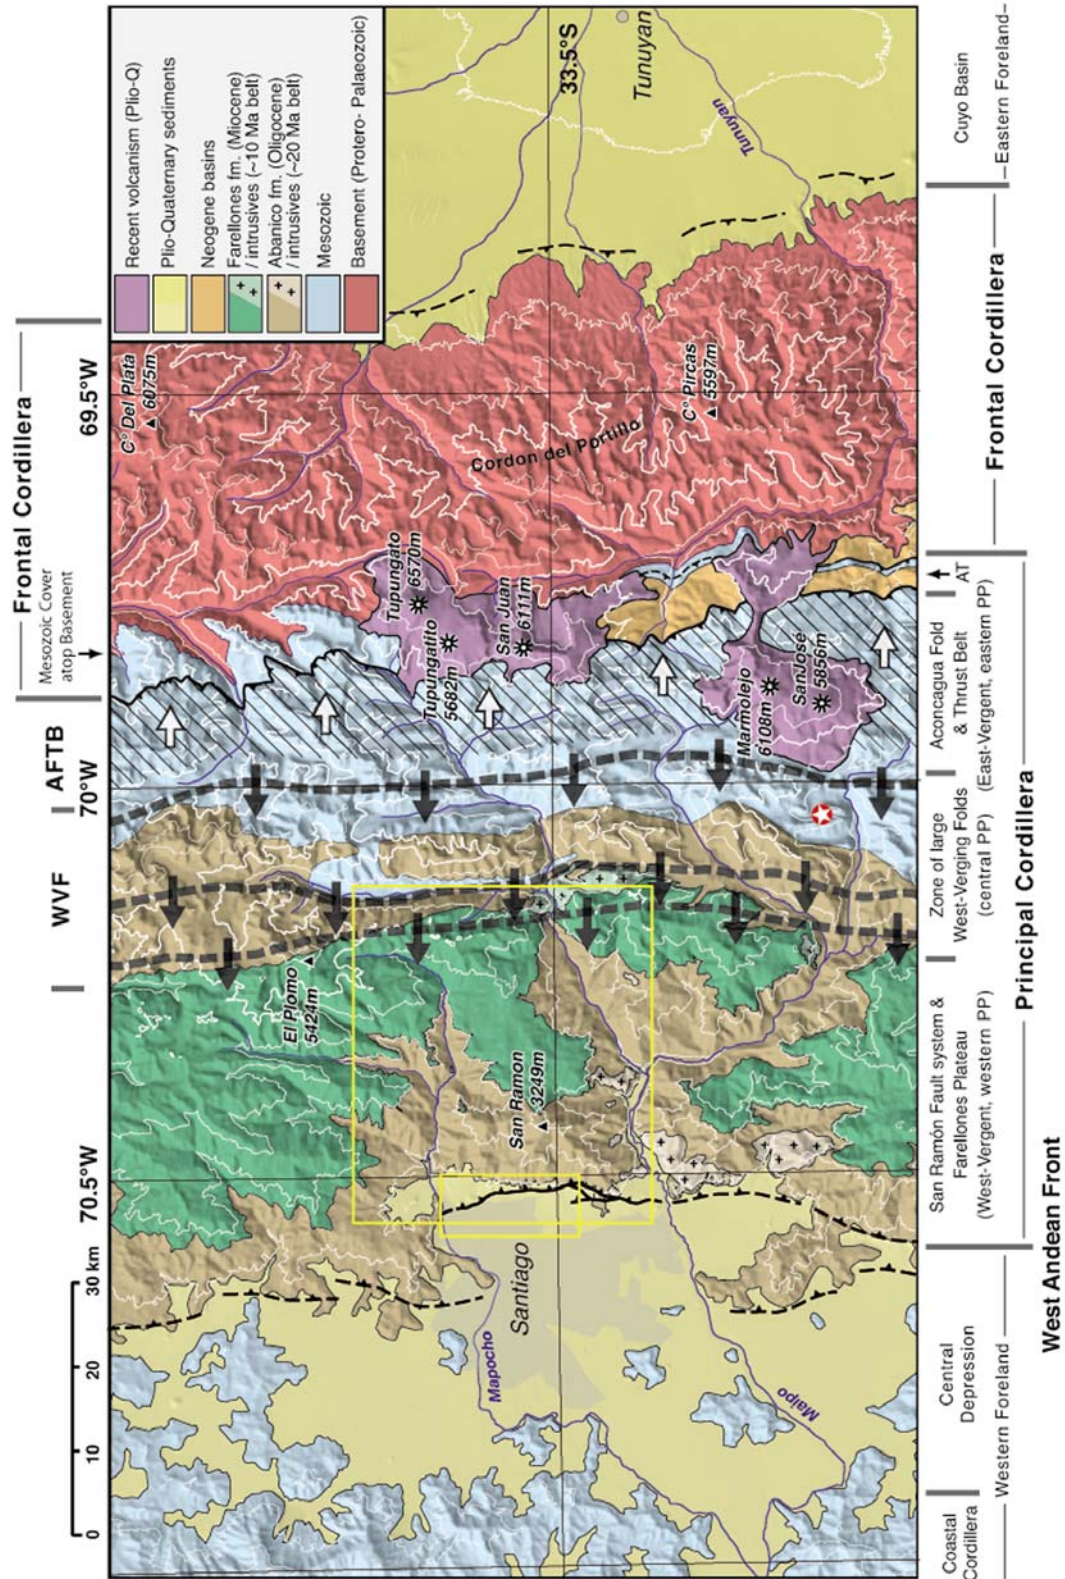 Frontal Cordillera
Mesozoic Cover
atop Basement
AFTB
WVF
69.5°W
70°W
70.5°W
0
10
20
30 km
Recent volcanism (Plio-Q)
Plio-Quaternary sediments
Neogene basins
Farellones fm. (Miocene)
/ intrusives (~10 Ma belt)
Abanico fm. (Oligocene)
/ intrusives (~20 Ma belt)
Mesozoic
Basement (Protero- Palaeozoic)
33.5°S
Tunuyan
Tunuyan
C° Del Plata
6075m
Cordon del Portillo
C° Pircas
5597m
Tupungato
6570m
Tupungatito
5682m
San Juan
6111m
Marmolejo
6108m
SanJosé
5856m
El Plomo
5424m
San Ramon
3249m
Santiago
Mapocho
Maipo
Coastal
Cordillera
Central
Depression
Western Foreland
San Ramón Fault system &
Farellones Plateau
(West-Vergent, western PP)
Zone of large
West-Verging Folds
(central PP)
Aconcagua Fold
& Thrust Belt
(East-Vergent, eastern PP)
AT
Principal Cordillera
Frontal Cordillera
Cuyo Basin
Eastern Foreland
West Andean Front